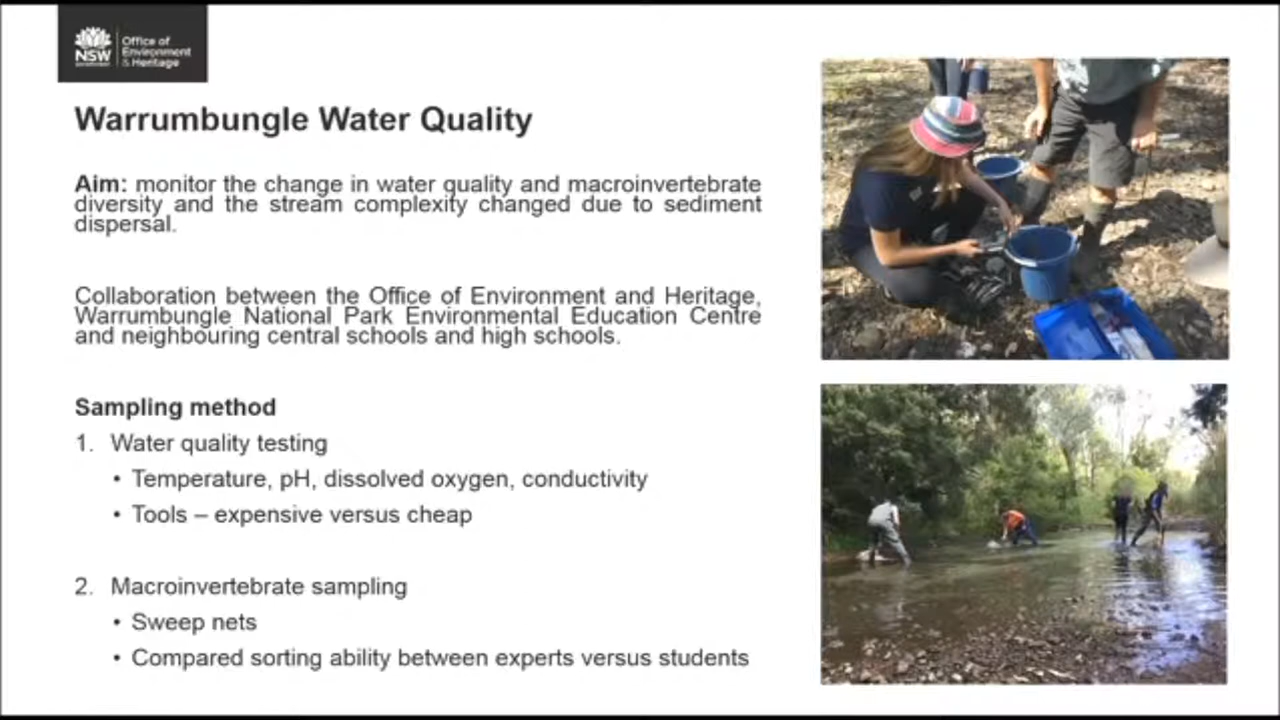 NSW
Office of
Environment
& Heritage
Warrumbungle Water Quality
Aim: monitor the change in water quality and macroinvertebrate
diversity and the stream complexity changed due to sediment
dispersal.
Collaboration between the Office of Environment and Heritage,
Warrumbungle National Park Environmental Education Centre
and neighbouring central schools and high schools.
Sampling method
1. Water quality testing
• Temperature, pH, dissolved oxygen, conductivity
• Tools – expensive versus cheap
2. Macroinvertebrate sampling
• Sweep nets
• Compared sorting ability between experts versus students